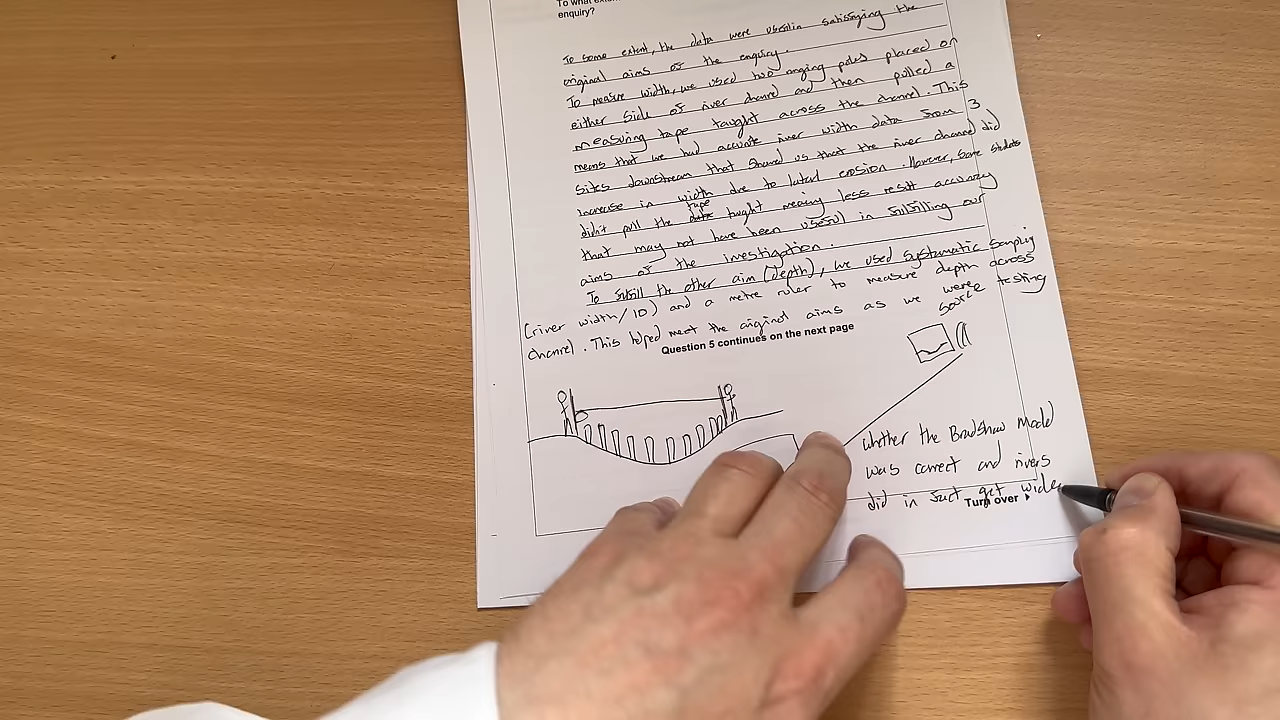 To what exten
enquiry?
To some extent, the data were useful in satisfying the
original aims of the enquiry.
To measure width, we used two ranging poles placed on
either side of river channel and then pulled a
measuring tape taught across the channel. This
means that we had accurate river width data from 3
sites downstream that showed us that the river channel did
increase in width due to lateral erosion. However, some students
didn't pull the tape taught meaning less result accuracy
that may not have been useful in fulfilling our
aims of the investigation.
To fulfill the other aim (depth), we used systematic sampling
(river width/10) and a metre ruler to measure depth across
channel. This helped meet the original aims as we were testing
source
Question 5 continues on the next page
whether the Bradshaw Model
was correct and rivers
did in fact get wider
Turn over